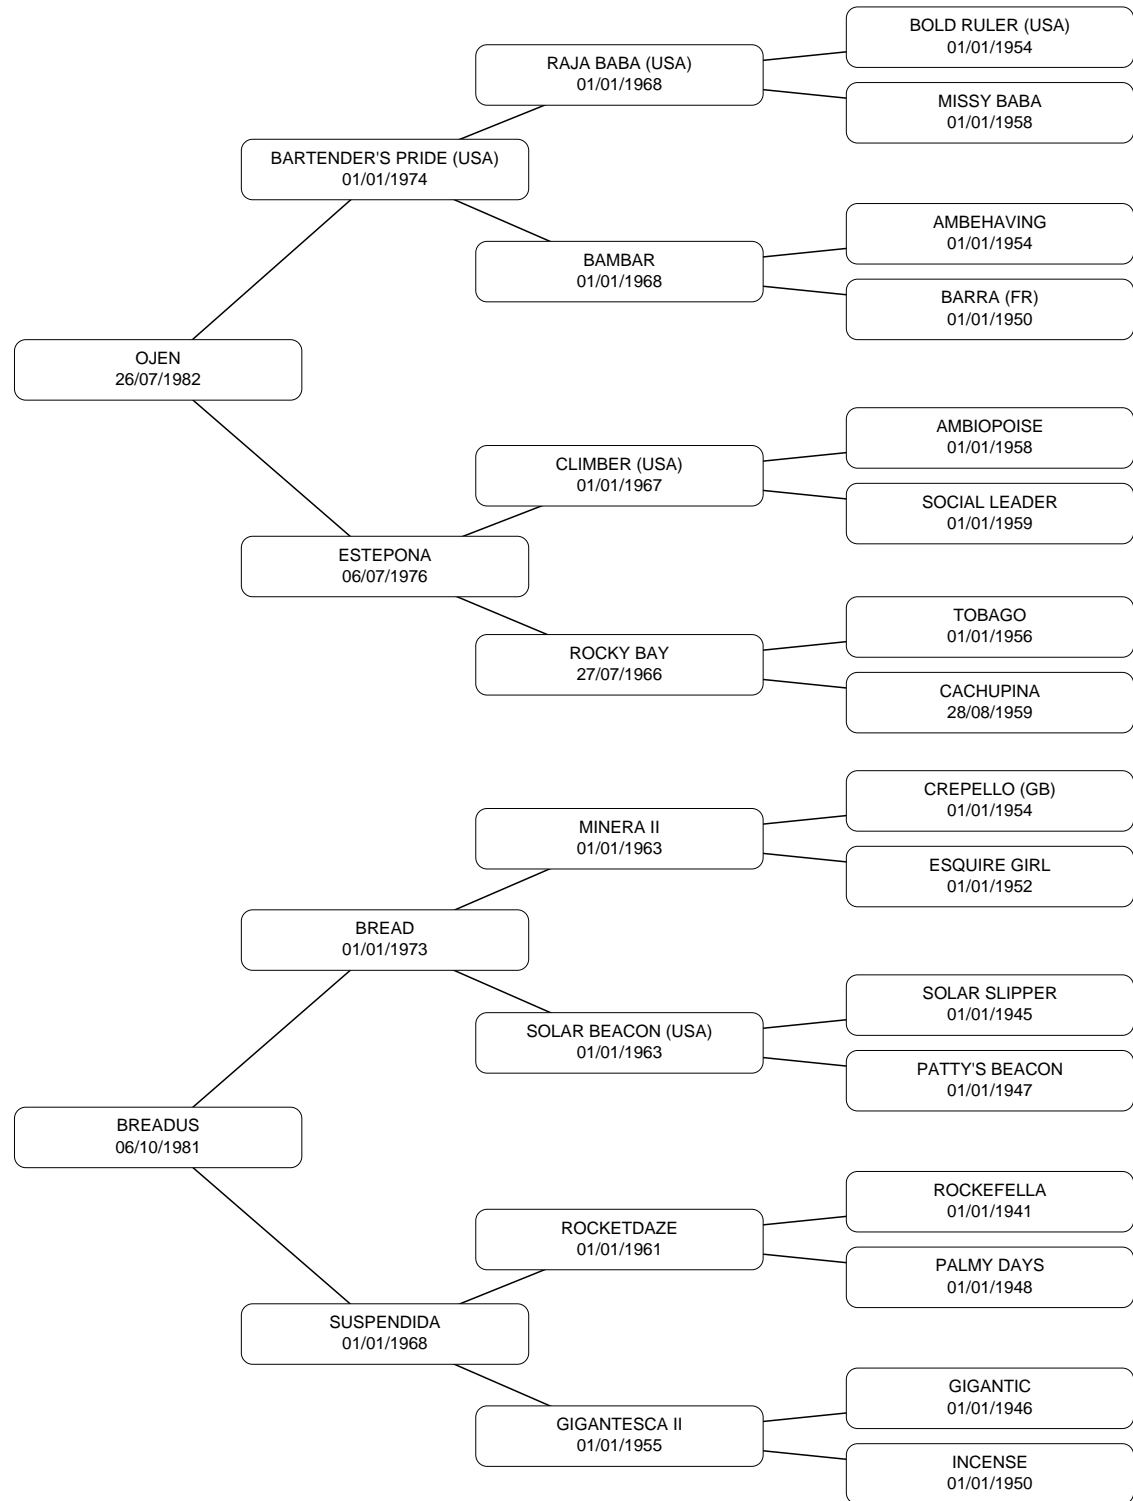 BOLD RULER (USA)
01/01/1954
RAJA BABA (USA)
01/01/1968
MISSY BABA
01/01/1958
BARTENDER'S PRIDE (USA)
01/01/1974
AMBEHAVING
01/01/1954
BAMBAR
01/01/1968
BARRA (FR)
01/01/1950
OJEN
26/07/1982
AMBIOPOISE
01/01/1958
CLIMBER (USA)
01/01/1967
SOCIAL LEADER
01/01/1959
ESTEPONA
06/07/1976
TOBAGO
01/01/1956
ROCKY BAY
27/07/1966
CACHUPINA
28/08/1959
CREPELLO (GB)
01/01/1954
MINERA II
01/01/1963
ESQUIRE GIRL
01/01/1952
BREAD
01/01/1973
SOLAR SLIPPER
01/01/1945
SOLAR BEACON (USA)
01/01/1963
PATTY'S BEACON
01/01/1947
BREADUS
06/10/1981
ROCKEFELLA
01/01/1941
ROCKETDAZE
01/01/1961
PALMY DAYS
01/01/1948
SUSPENDIDA
01/01/1968
GIGANTIC
01/01/1946
GIGANTESCA II
01/01/1955
INCENSE
01/01/1950